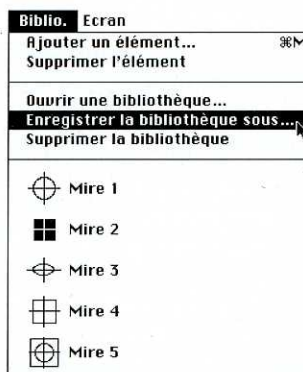 Biblio. Ecran
Ajouter un élément... ⌘M
Supprimer l'élément
Ouvrir une bibliothèque...
Enregistrer la bibliothèque sous...
Supprimer la bibliothèque
Mire 1
Mire 2
Mire 3
Mire 4
Mire 5